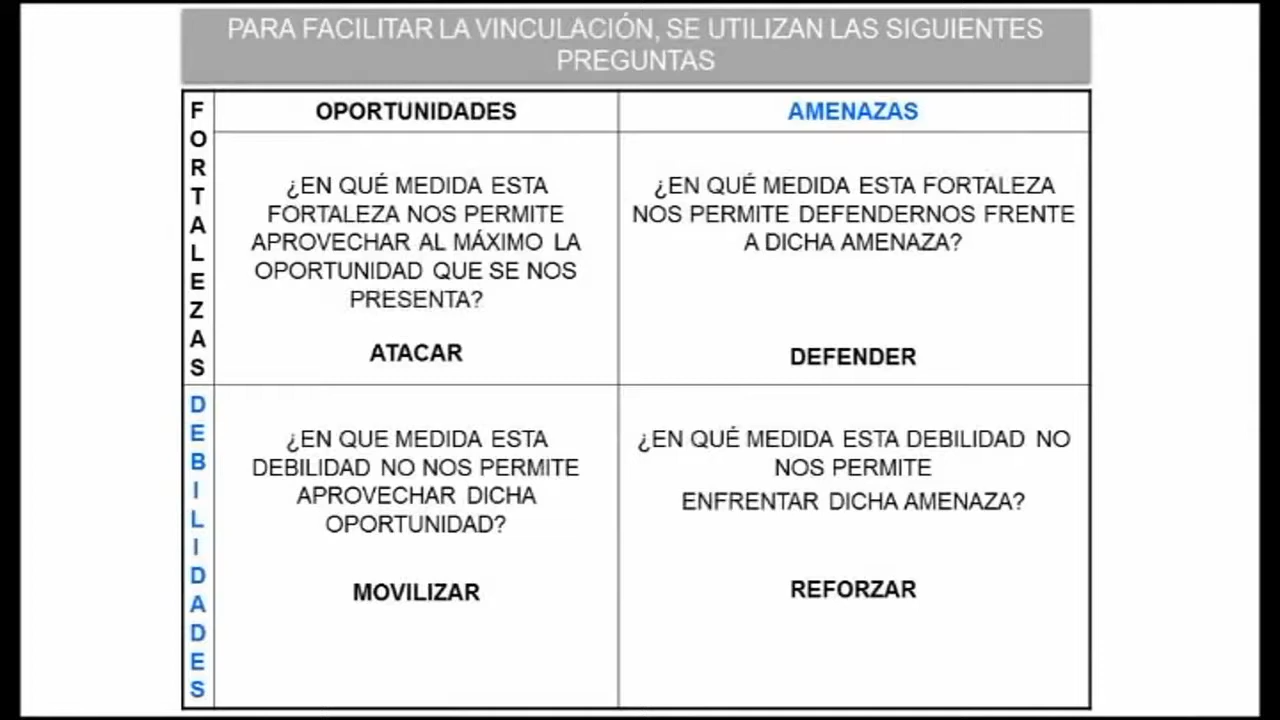 PARA FACILITAR LA VINCULACIÓN, SE UTILIZAN LAS SIGUIENTES
PREGUNTAS
FORTALEZAS
OPORTUNIDADES
AMENAZAS
¿EN QUÉ MEDIDA ESTA
FORTALEZA NOS PERMITE
APROVECHAR AL MÁXIMO LA
OPORTUNIDAD QUE SE NOS
PRESENTA?
ATACAR
¿EN QUÉ MEDIDA ESTA FORTALEZA
NOS PERMITE DEFENDERNOS FRENTE
A DICHA AMENAZA?
DEFENDER
DEBILIDADES
¿EN QUE MEDIDA ESTA
DEBILIDAD NO NOS PERMITE
APROVECHAR DICHA
OPORTUNIDAD?
MOVILIZAR
¿EN QUÉ MEDIDA ESTA DEBILIDAD NO
NOS PERMITE
ENFRENTAR DICHA AMENAZA?
REFORZAR